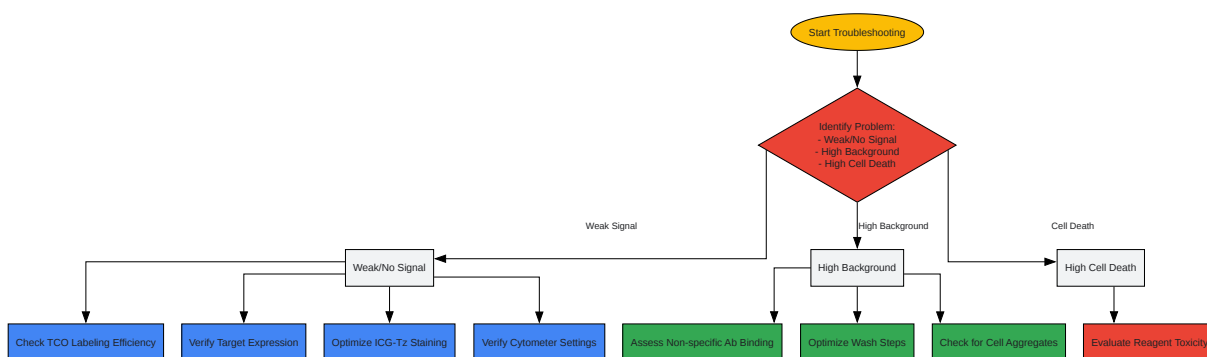 Start Troubleshooting
Identify Problem:
- Weak/No Signal
- High Background
- High Cell Death
Weak Signal
High Background
Cell Death
Weak/No Signal
High Background
High Cell Death
Check TCO Labeling Efficiency
Verify Target Expression
Optimize ICG-Tz Staining
Verify Cytometer Settings
Assess Non-specific Ab Binding
Optimize Wash Steps
Check for Cell Aggregates
Evaluate Reagent Toxicity